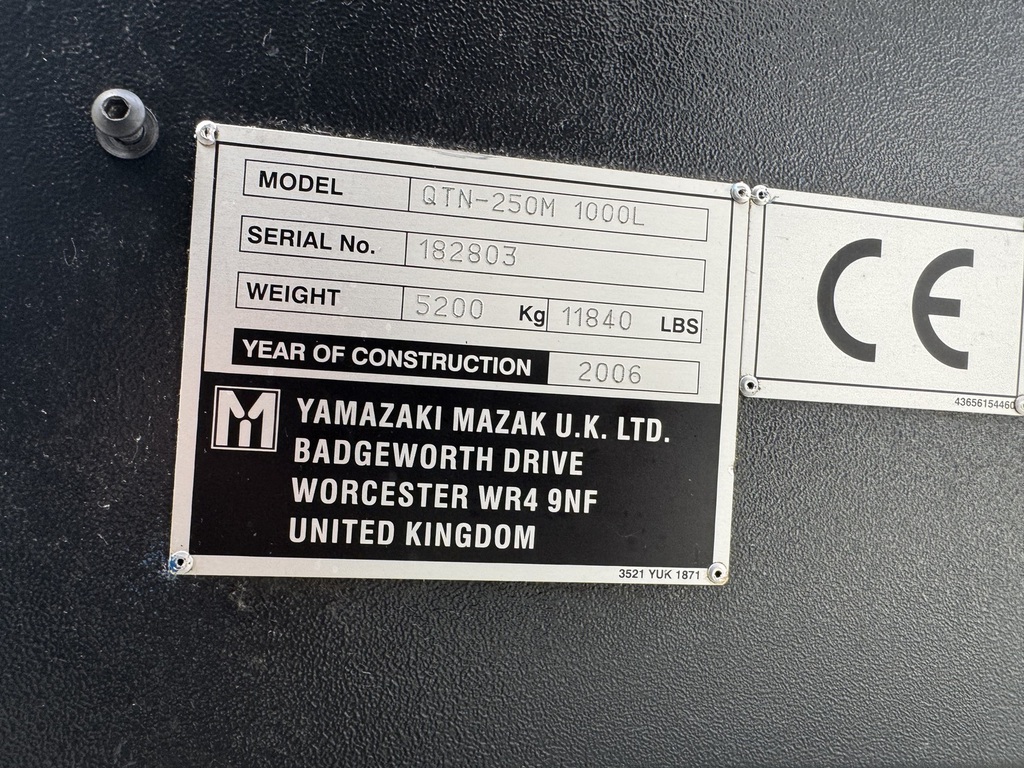 MODEL QTN-250M 1000L
SERIAL No. 182803
WEIGHT 5200 Kg 11840 LBS
YEAR OF CONSTRUCTION 2006
YAMAZAKI MAZAK U.K. LTD.
BADGEWORTH DRIVE
WORCESTER WR4 9NF
UNITED KINGDOM
3521 YUK 1871
CE
43656154460